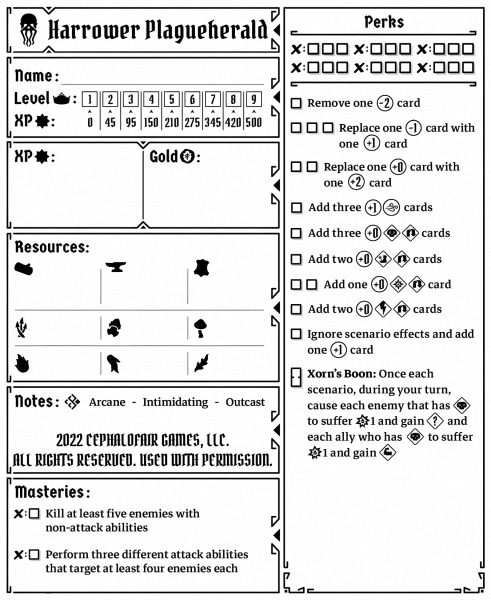 Harrower Plagueherald
Name:
Level : 1 2 3 4 5 6 7 8 9
XP : 0 45 95 150 210 275 345 420 500
XP : Gold :
Resources:
Notes: Arcane - Intimidating - Outcast
2022 CEPHALOFAIR GAMES, LLC.
ALL RIGHTS RESERVED. USED WITH PERMISSION.
Masteries:
Kill at least five enemies with
non-attack abilities
Perform three different attack abilities
that target at least four enemies each
Perks
Remove one -2 card
Replace one -1 card with
one +1 card
Replace one +0 card with
one +2 card
Add three +1 cards
Add three +0 cards
Add two +0 cards
Add one +0 cards
Add two +0 cards
Ignore scenario effects and add
one +1 card
Xorn's Boon: Once each
scenario, during your turn,
cause each enemy that has
to suffer 1 and gain ? and
each ally who has to suffer
1 and gain